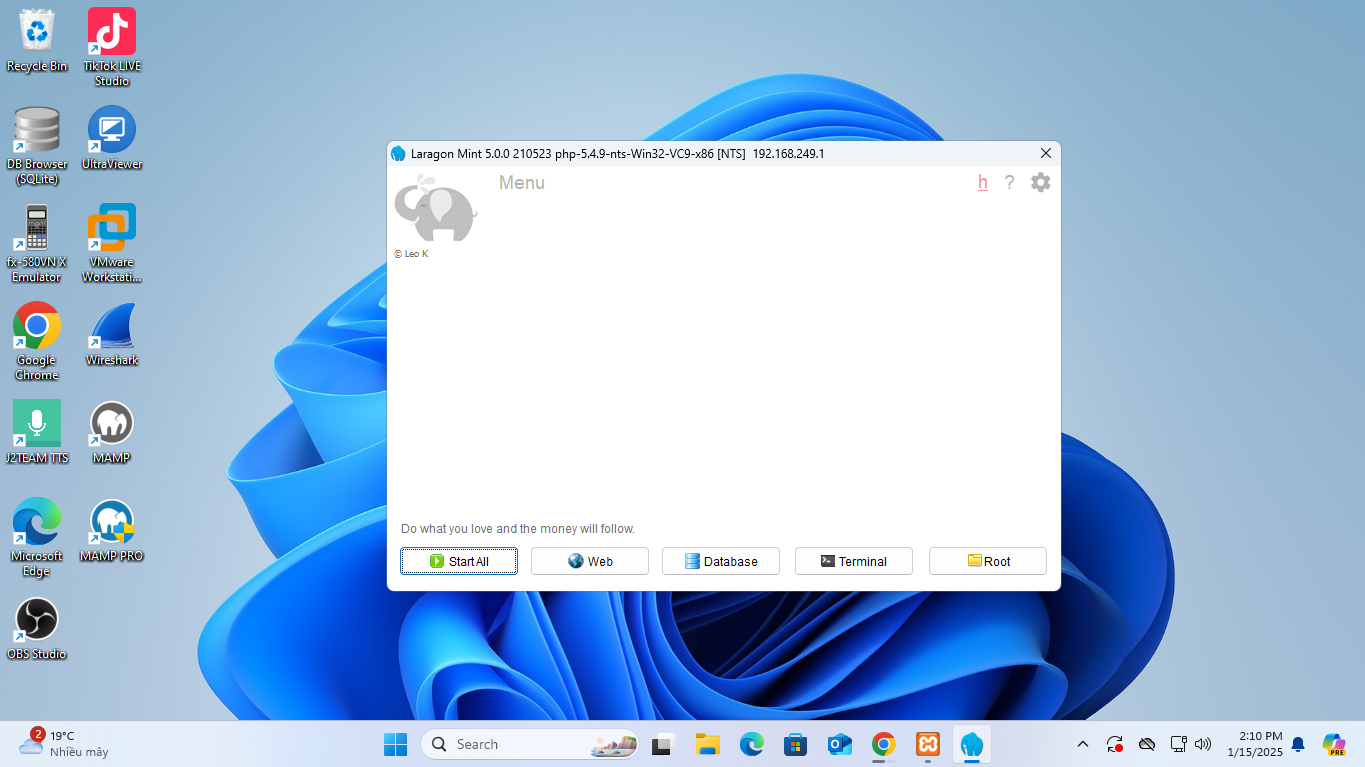 Recycle Bin
TikTok LIVE
Studio
DB Browser
(SQLite)
UltraViewer
fx-580VN X
Emulator
VMware
Workstati...
Google
Chrome
Wireshark
J2TEAM TTS
MAMP
Microsoft
Edge
MAMP PRO
OBS Studio
Laragon Mint 5.0.0 210523 php-5.4.9-nts-Win32-VC9-x86 [NTS] 192.168.249.1
Menu
h ?
© Leo K
Do what you love and the money will follow.
Start All
Web
Database
Terminal
Root
2
19°C
Nhiều mây
Search
2:10 PM
1/15/2025
PRE